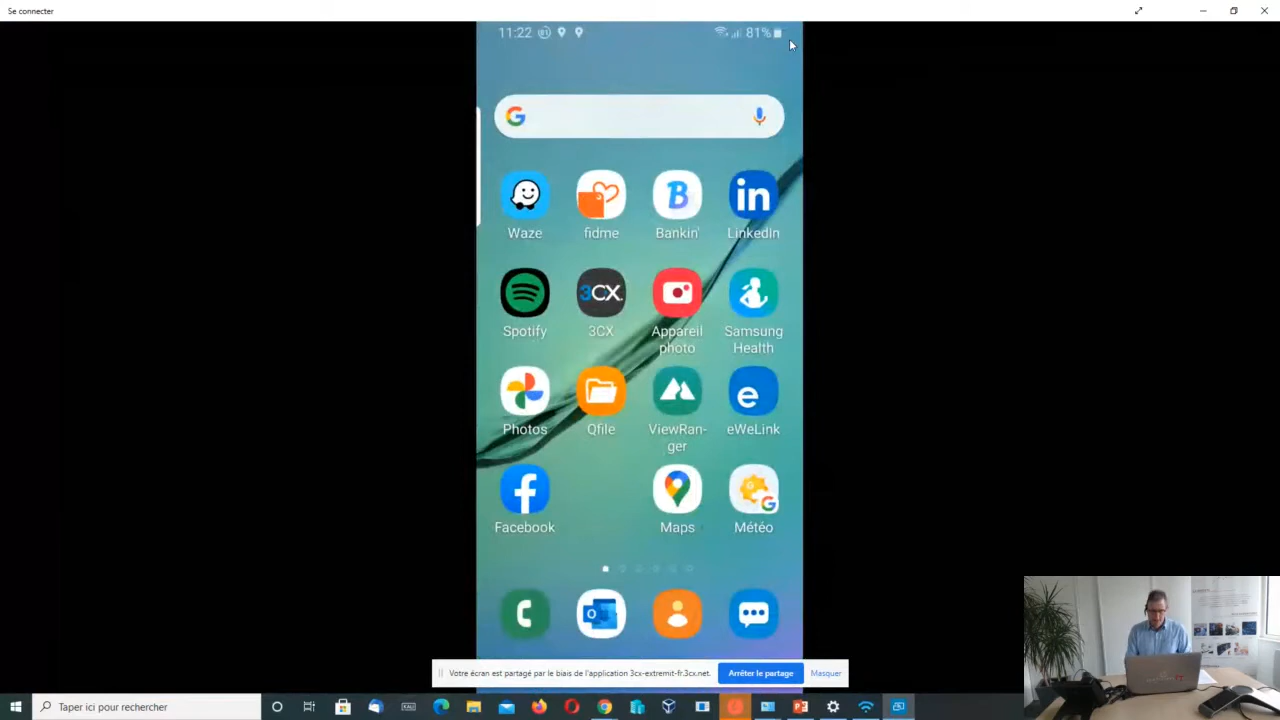 Se connecter
11:22
81%
Waze
fidme
Bankin'
LinkedIn
Spotify
3CX
Appareil
photo
Samsung
Health
Photos
Qfile
ViewRan-
ger
eWeLink
Facebook
Maps
Météo
Votre écran est partagé par le biais de l'application 3cx-extremit-fr.3cx.net.
Arrêter le partage
Masquer
Taper ici pour rechercher